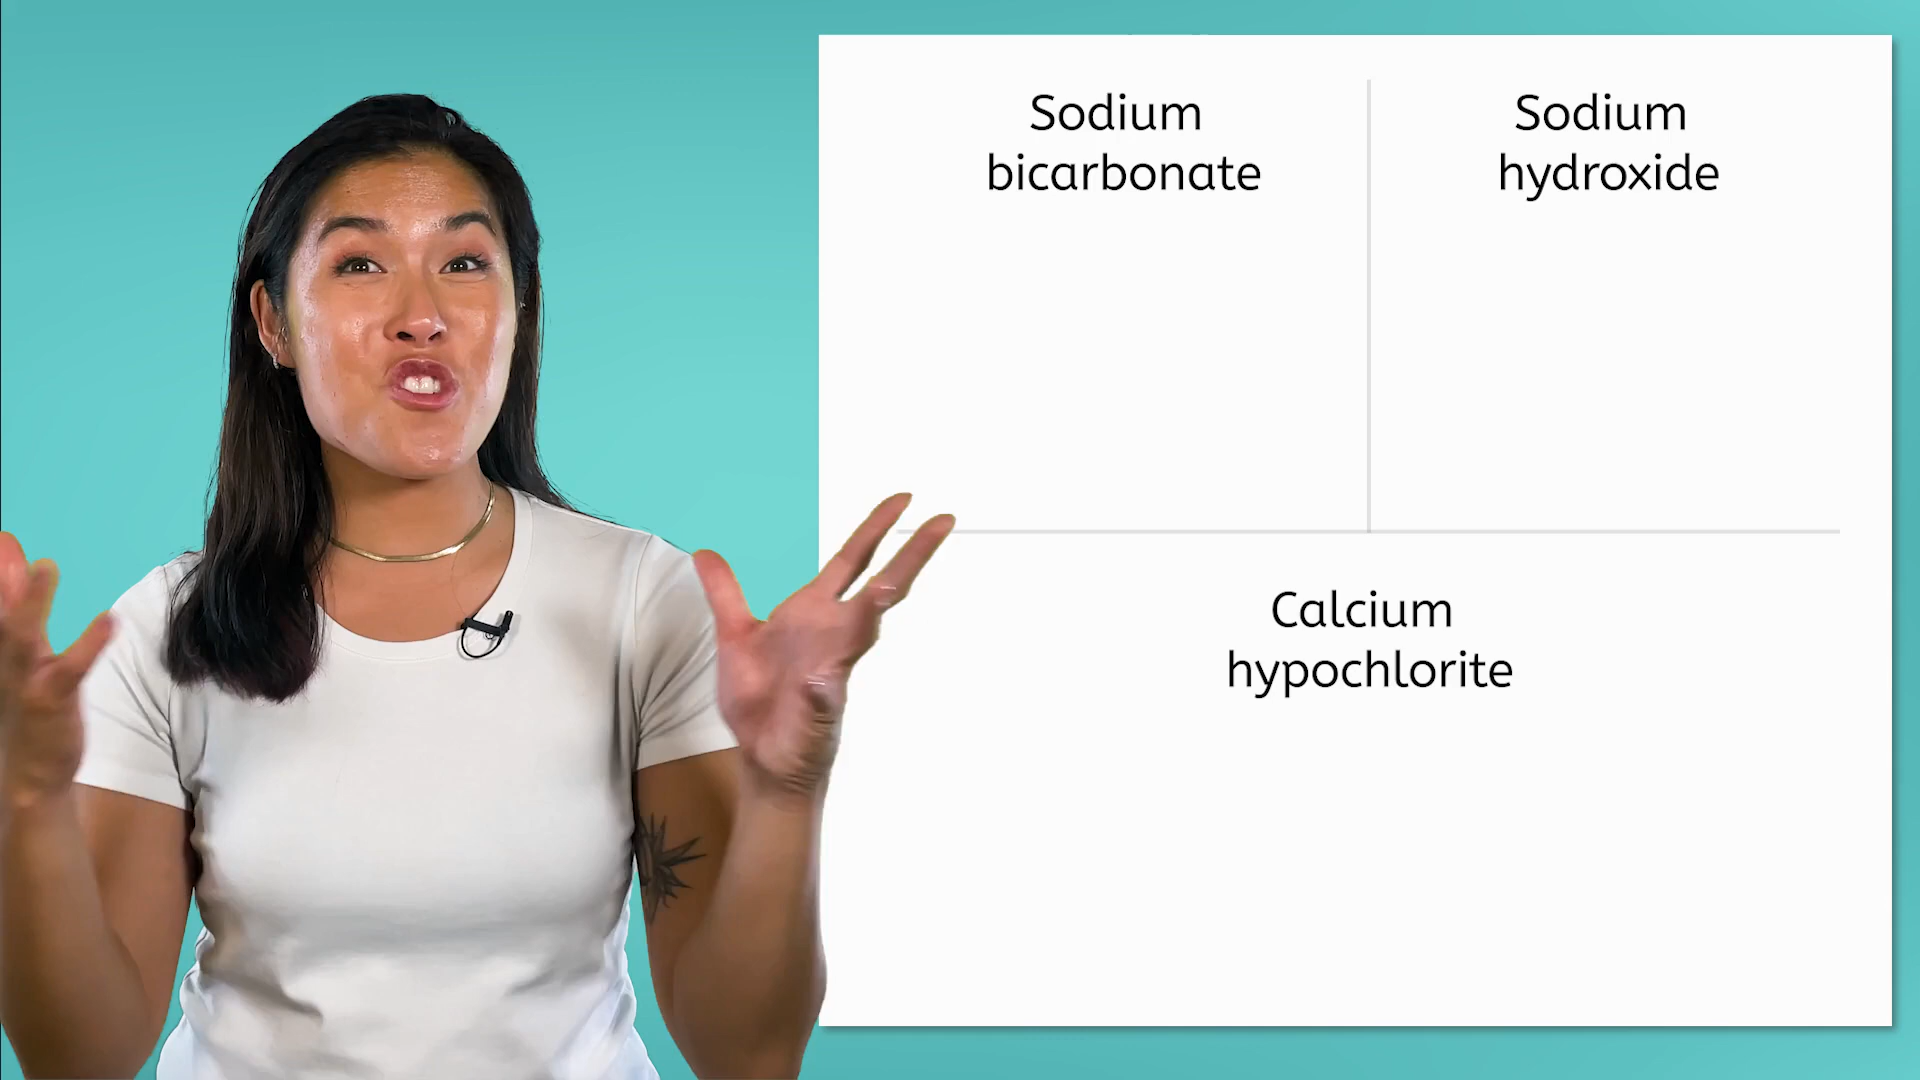 Sodium
bicarbonate
Sodium
hydroxide
Calcium
hypochlorite